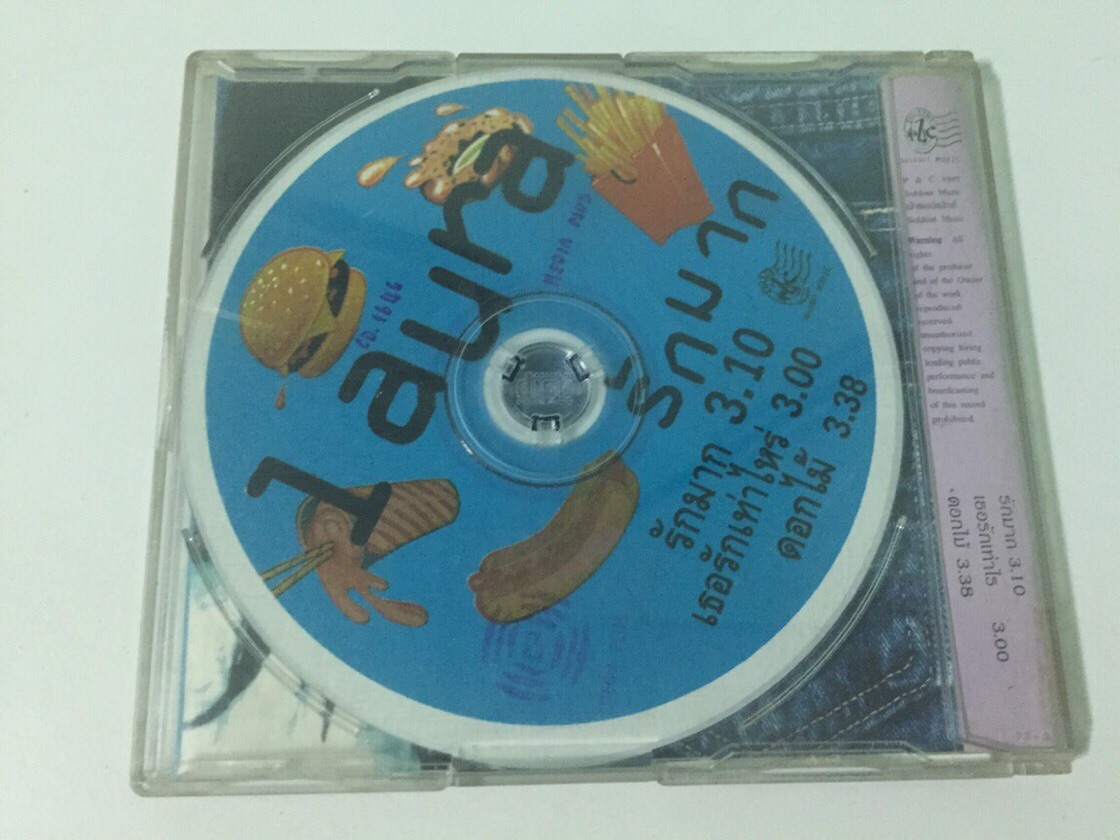 laura
รักมาก
รักมาก 3.10
เธอรักเท่าไหร่ 3.00
ดอกไม้ 3.38
CD. 1646
MEDIA PLUS
P & C 1997
Warning All
rights
of the producer
and of the Owner
of the work
reproduced
reserved
unauthorized
copying hiring
lending public
performance and
broadcasting
of this record
prohibited
รักมาก 3.10
เธอรักเท่าไร 3.00
ดอกไม้ 3.38